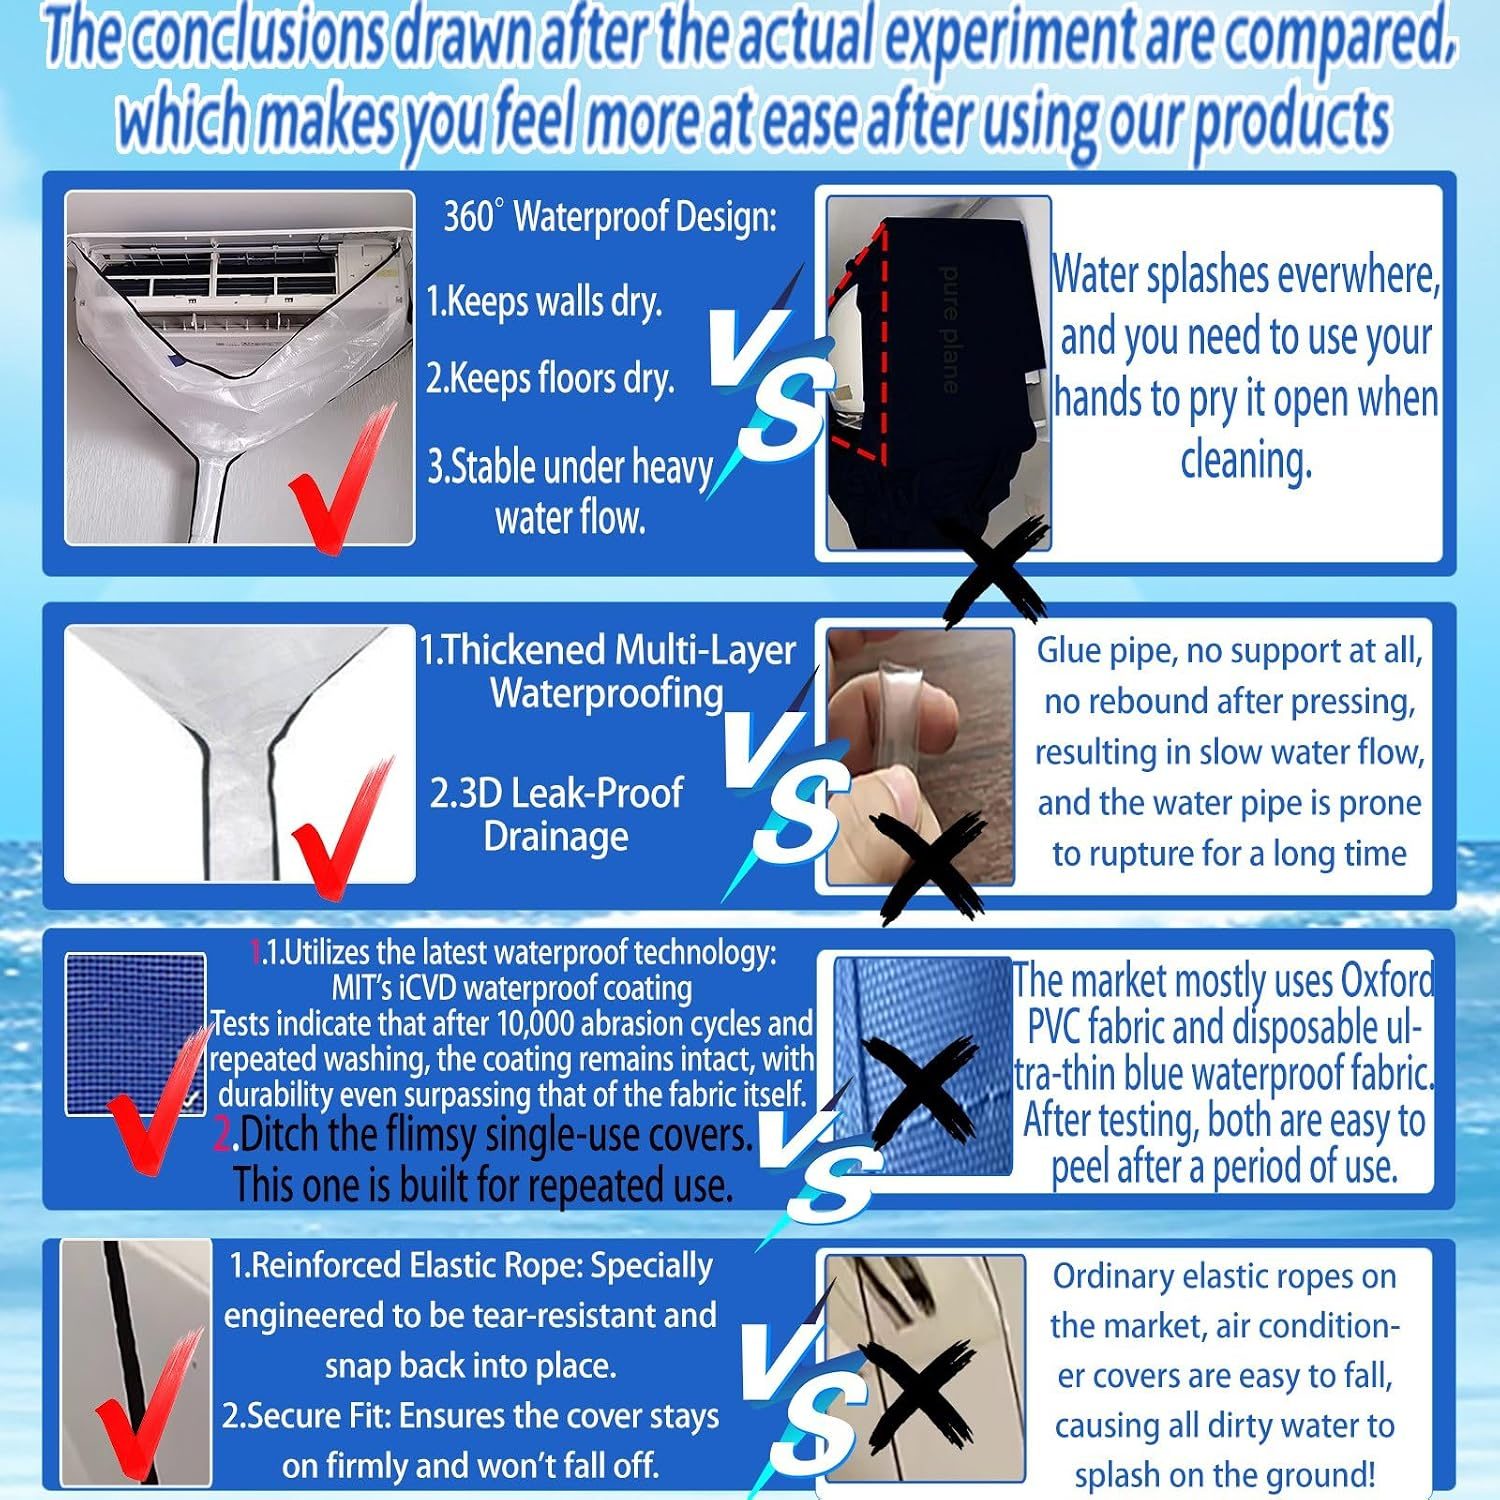 The conclusions drawn after the actual experiment are compared,
which makes you feel more at ease after using our products
360° Waterproof Design:
1.Keeps walls dry.
2.Keeps floors dry.
3.Stable under heavy
water flow.
VS
pure plane
Water splashes everwhere,
and you need to use your
hands to pry it open when
cleaning.
1.Thickened Multi-Layer
Waterproofing
2.3D Leak-Proof
Drainage
VS
Glue pipe, no support at all,
no rebound after pressing,
resulting in slow water flow,
and the water pipe is prone
to rupture for a long time
1.1.Utilizes the latest waterproof technology:
MIT's iCVD waterproof coating
Tests indicate that after 10,000 abrasion cycles and
repeated washing, the coating remains intact, with
durability even surpassing that of the fabric itself.
2.Ditch the flimsy single-use covers.
This one is built for repeated use.
VS
The market mostly uses Oxford
PVC fabric and disposable ul-
tra-thin blue waterproof fabric.
After testing, both are easy to
peel after a period of use.
1.Reinforced Elastic Rope: Specially
engineered to be tear-resistant and
snap back into place.
2.Secure Fit: Ensures the cover stays
on firmly and won't fall off.
VS
Ordinary elastic ropes on
the market, air condition-
er covers are easy to fall,
causing all dirty water to
splash on the ground!